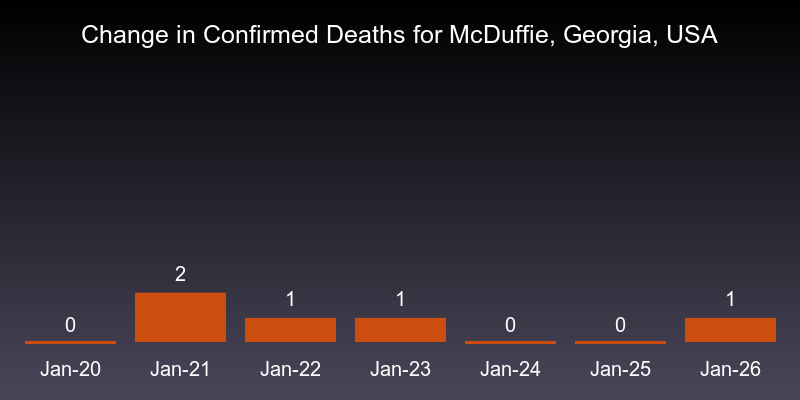 Change in Confirmed Deaths for McDuffie, Georgia, USA
0 2 1 1 0 0 1
Jan-20 Jan-21 Jan-22 Jan-23 Jan-24 Jan-25 Jan-26